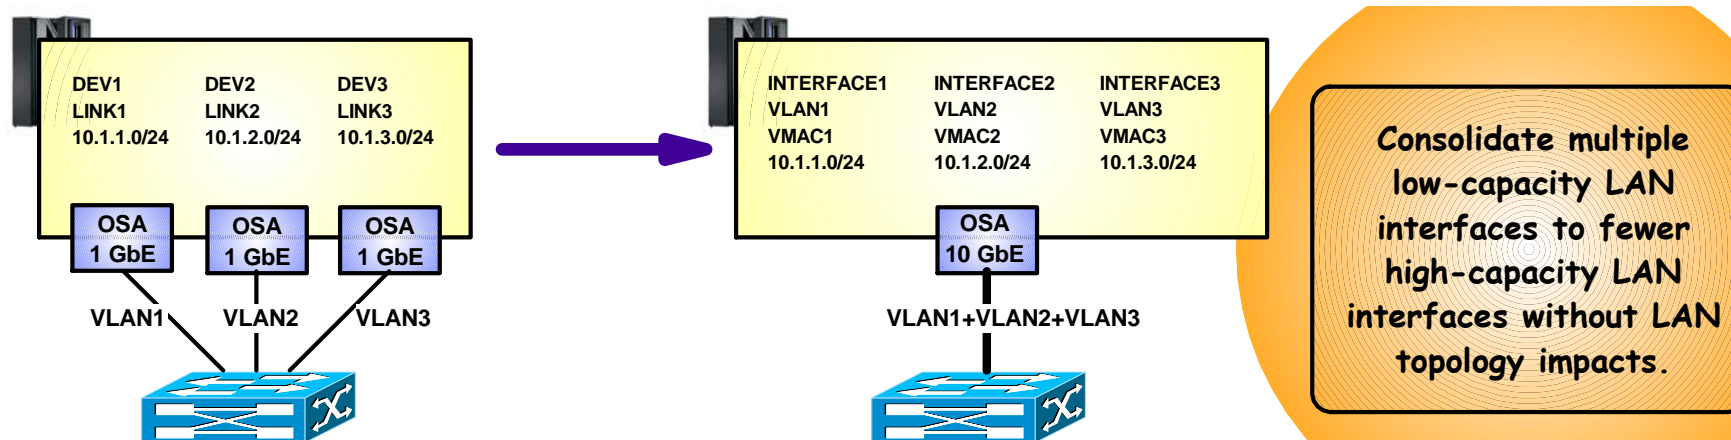 DEV1 DEV2 DEV3
LINK1 LINK2 LINK3
10.1.1.0/24 10.1.2.0/24 10.1.3.0/24
OSA OSA OSA
1 GbE 1 GbE 1 GbE
VLAN1 VLAN2 VLAN3
INTERFACE1 INTERFACE2 INTERFACE3
VLAN1 VLAN2 VLAN3
VMAC1 VMAC2 VMAC3
10.1.1.0/24 10.1.2.0/24 10.1.3.0/24
OSA
10 GbE
VLAN1+VLAN2+VLAN3
Consolidate multiple
low-capacity LAN
interfaces to fewer
high-capacity LAN
interfaces without LAN
topology impacts.